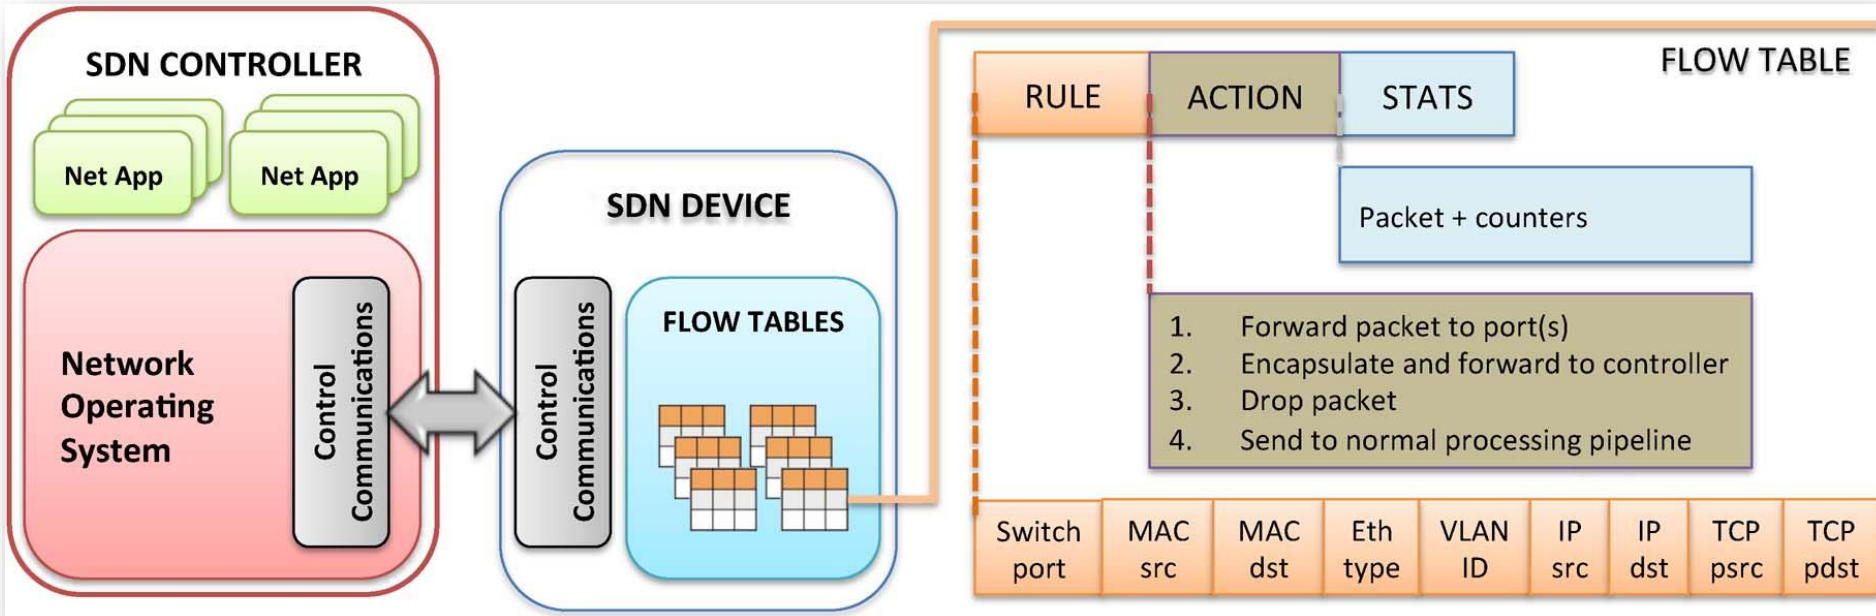 SDN CONTROLLER
Net App
Net App
Network
Operating
System
Control
Communications
SDN DEVICE
Control
Communications
FLOW TABLES
FLOW TABLE
RULE
ACTION
STATS
Packet + counters
1. Forward packet to port(s)
2. Encapsulate and forward to controller
3. Drop packet
4. Send to normal processing pipeline
Switch
port
MAC
src
MAC
dst
Eth
type
VLAN
ID
IP
src
IP
dst
TCP
psrc
TCP
pdst